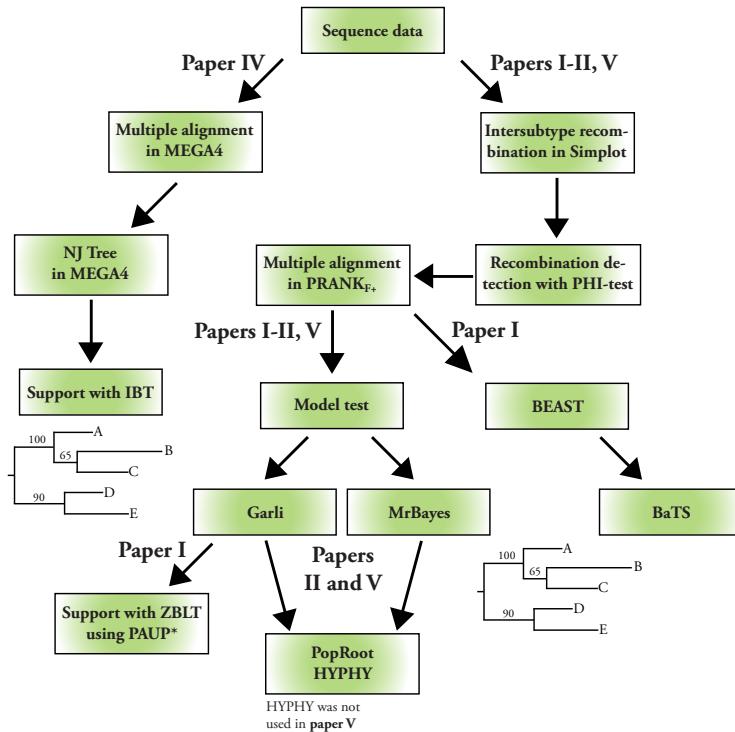 Sequence data
Paper IV
Papers I-II, V
Multiple alignment
in MEGA4
Intersubtype recom-
bination in Simplot
NJ Tree
in MEGA4
Multiple alignment
in PRANKF+
Recombination de-
tection with PHI-test
Papers I-II, V
Paper I
Support with IBT
Model test
BEAST
100
A
65
B
C
90
D
E
Garli
MrBayes
BaTS
Paper I
Papers
II and V
100
A
65
B
C
90
D
E
Support with ZBLT
using PAUP*
PopRoot
HYPHY
HYPHY was not
used in paper V